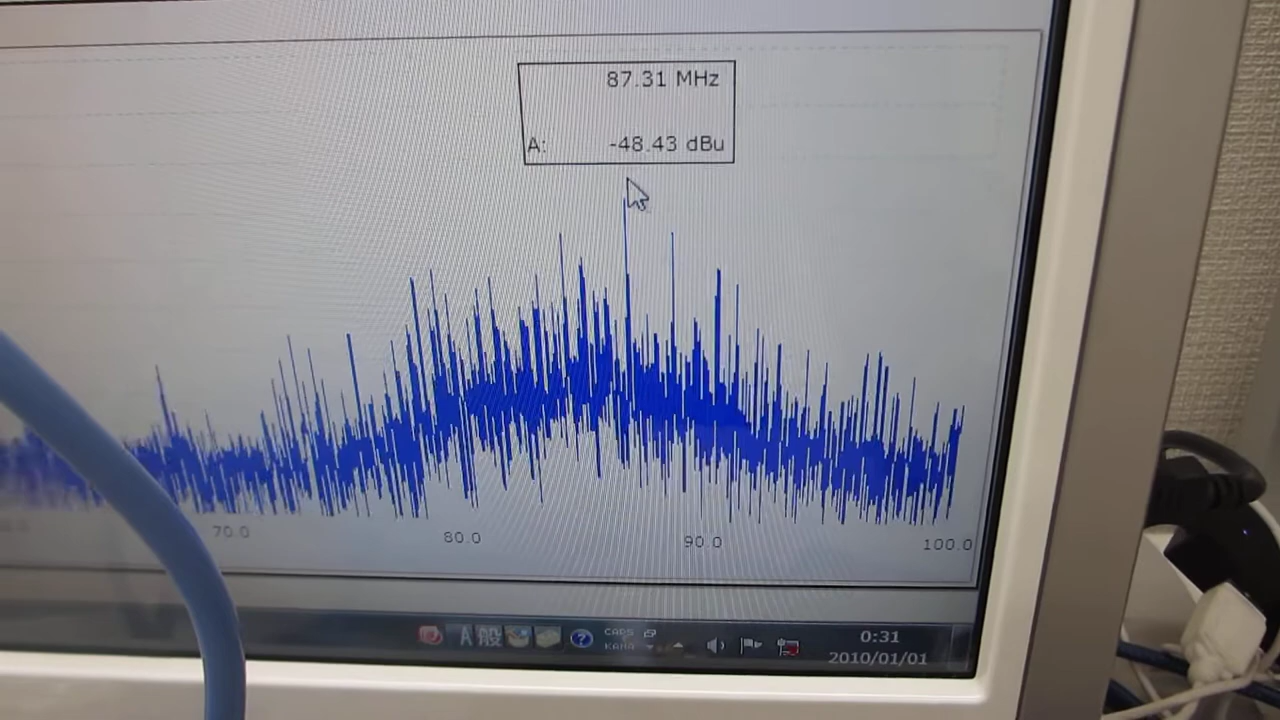 87.31 MHz
A: -48.43 dBu
70.0 80.0 90.0 100.0
A 般 CAPS
KANA
0:31
2010/01/01